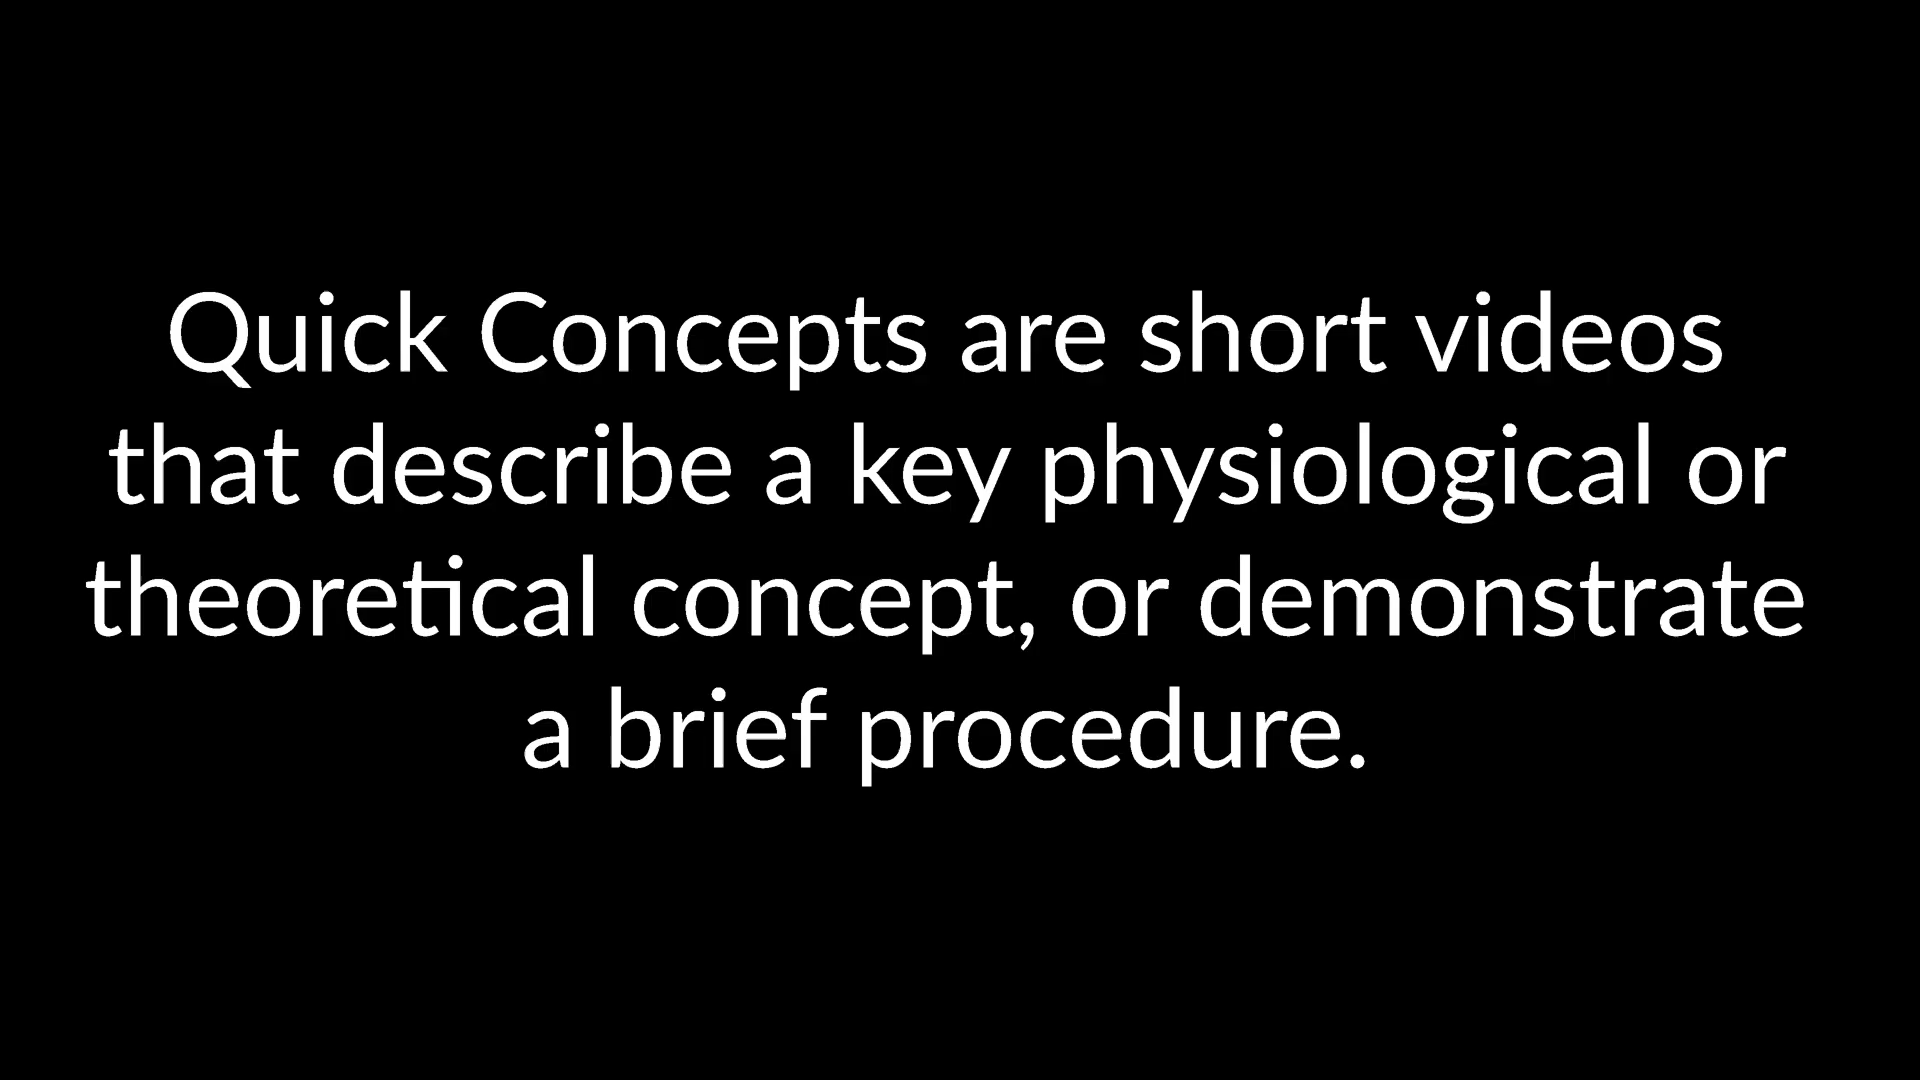 Quick Concepts are short videos
that describe a key physiological or
theoretical concept, or demonstrate
a brief procedure.